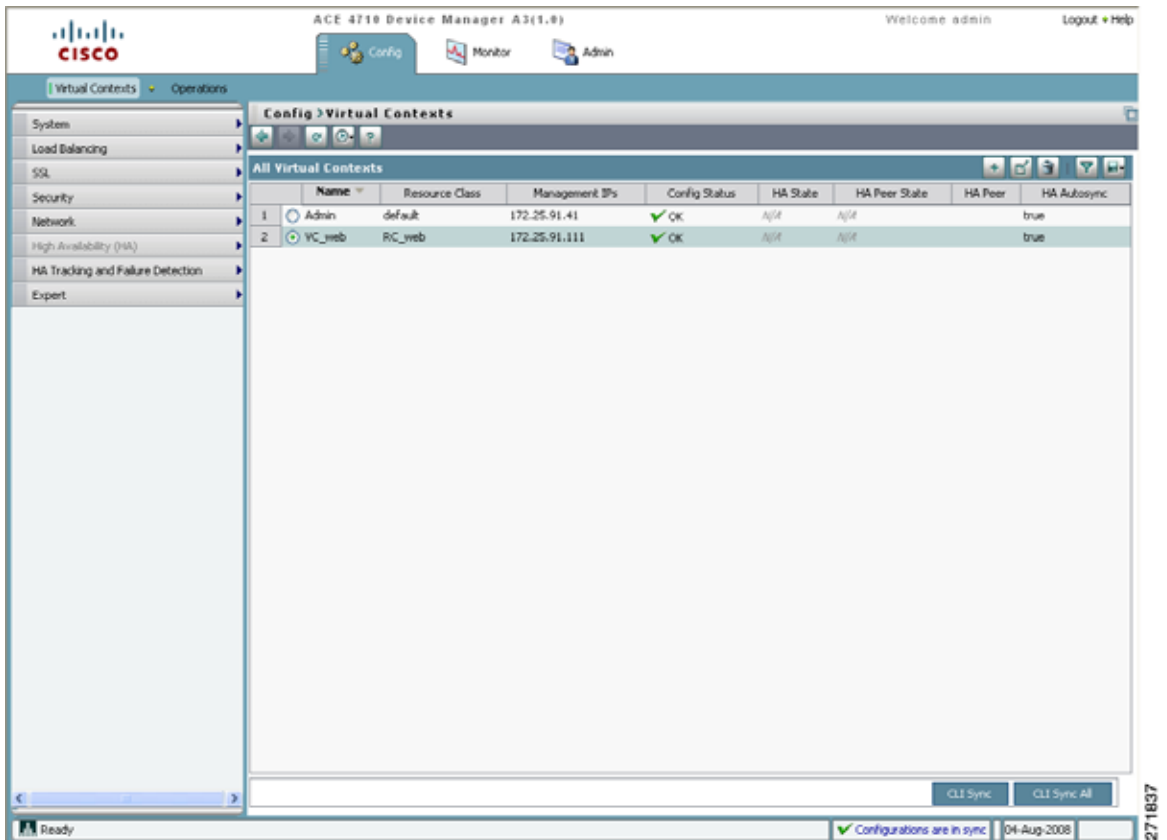 ACE 4710 Device Manager A3(1.0)
Welcome admin
Logout Help
CISCO
Config
Monitor
Admin
Virtual Contexts
Operations
System
Load Balancing
SSL
Security
Network
High Availability (HA)
HA Tracking and Failure Detection
Expert
Config > Virtual Contexts
All Virtual Contexts
Name Resource Class Management IPs Config Status HA State HA Peer State HA Peer HA Autosync
1 Admin default 172.25.91.41 OK N/A N/A true
2 VC_web RC_web 172.25.91.111 OK N/A N/A true
CLI Sync
CLI Sync All
Ready
Configurations are in sync
04-Aug-2008
271837